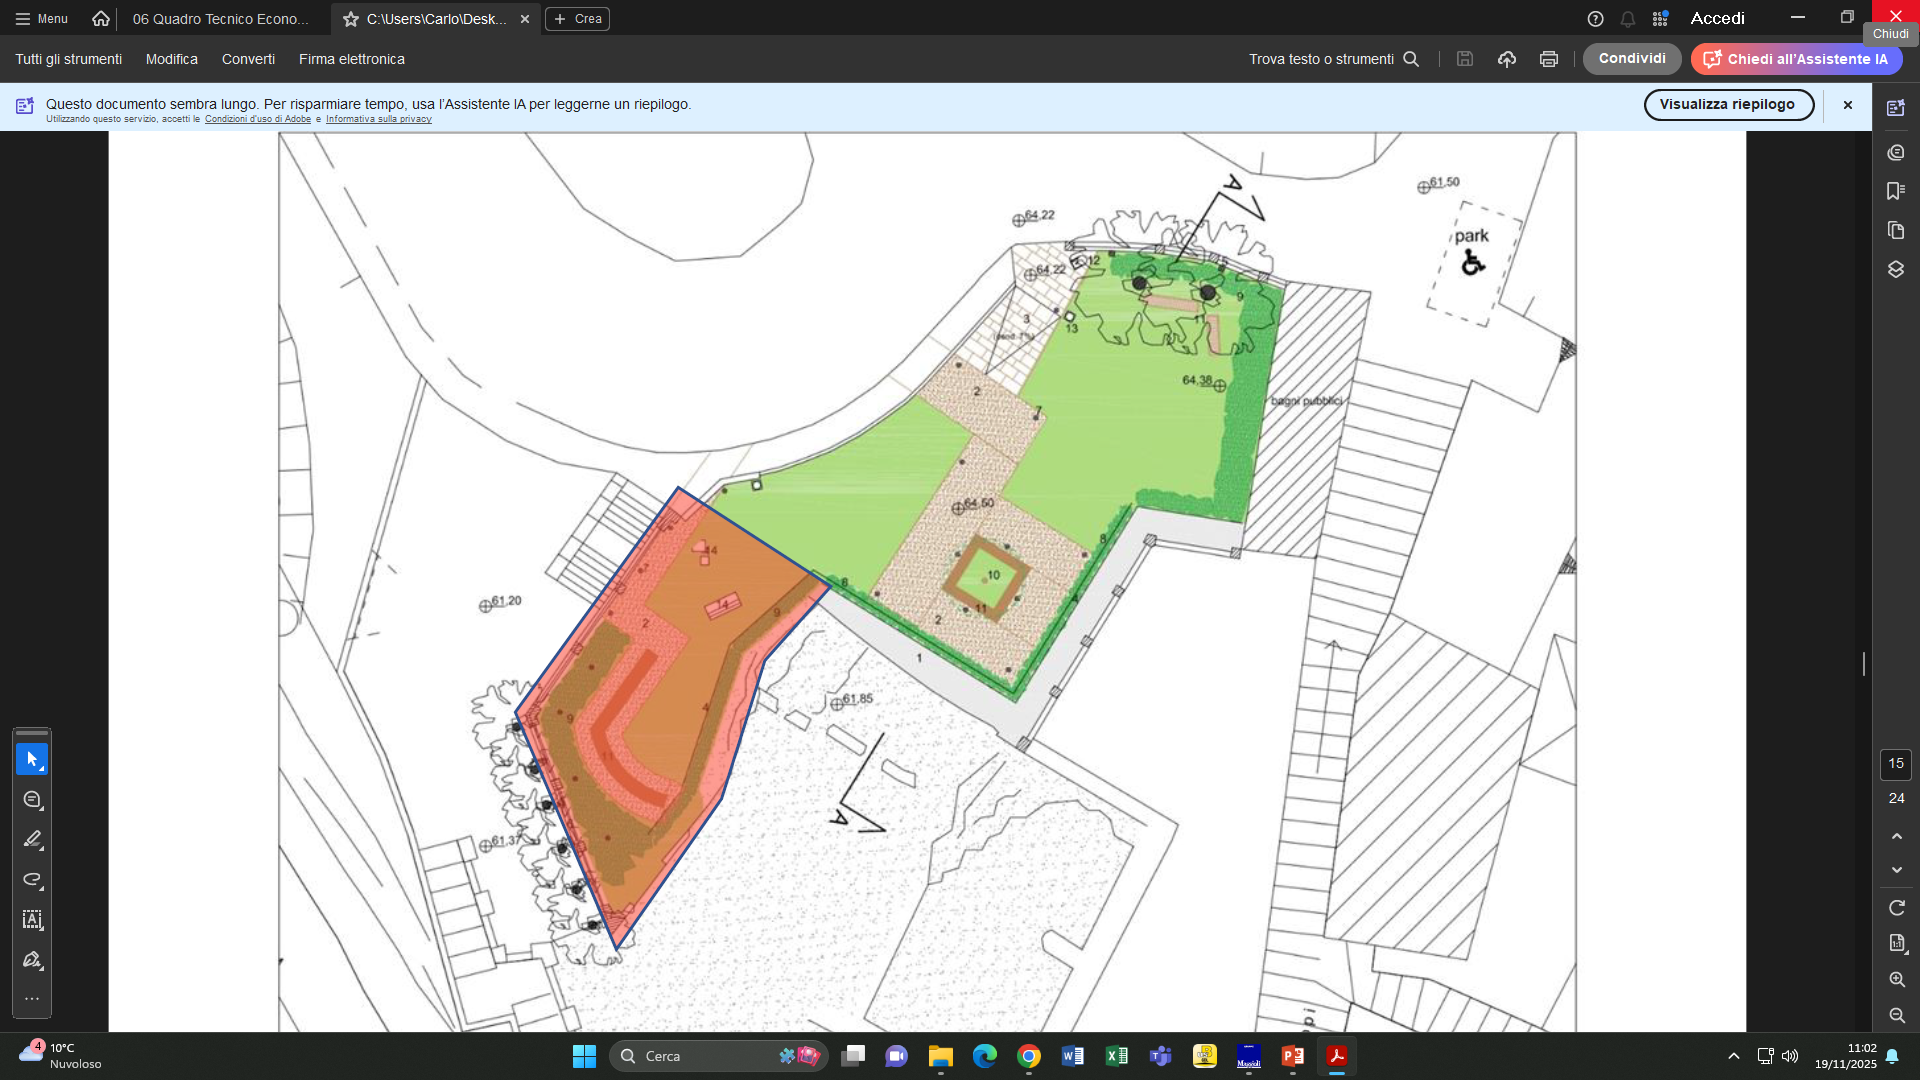 Menu
06 Quadro Tecnico Econo...
C:\Users\Carlo\Desk...
Crea
Accedi
Chiudi
Tutti gli strumenti
Modifica
Converti
Firma elettronica
Trova testo o strumenti
Condividi
Chiedi all'Assistente IA
Questo documento sembra lungo. Per risparmiare tempo, usa l'Assistente IA per leggerne un riepilogo.
Utilizzando questo servizio, accetti le Condizioni d'uso di Adobe e Informativa sulla privacy
Visualizza riepilogo
61.50
A
64.22
park
5
12
64.22
9
3
11
13
64.38
2
bagni pubblici
7
64.50
8
14
10
8
61.20
14
11
9
2
2
4
1
61.85
4
9
11
A
61.37
15
24
4
10°C
Nuvoloso
Cerca
11:02
19/11/2025